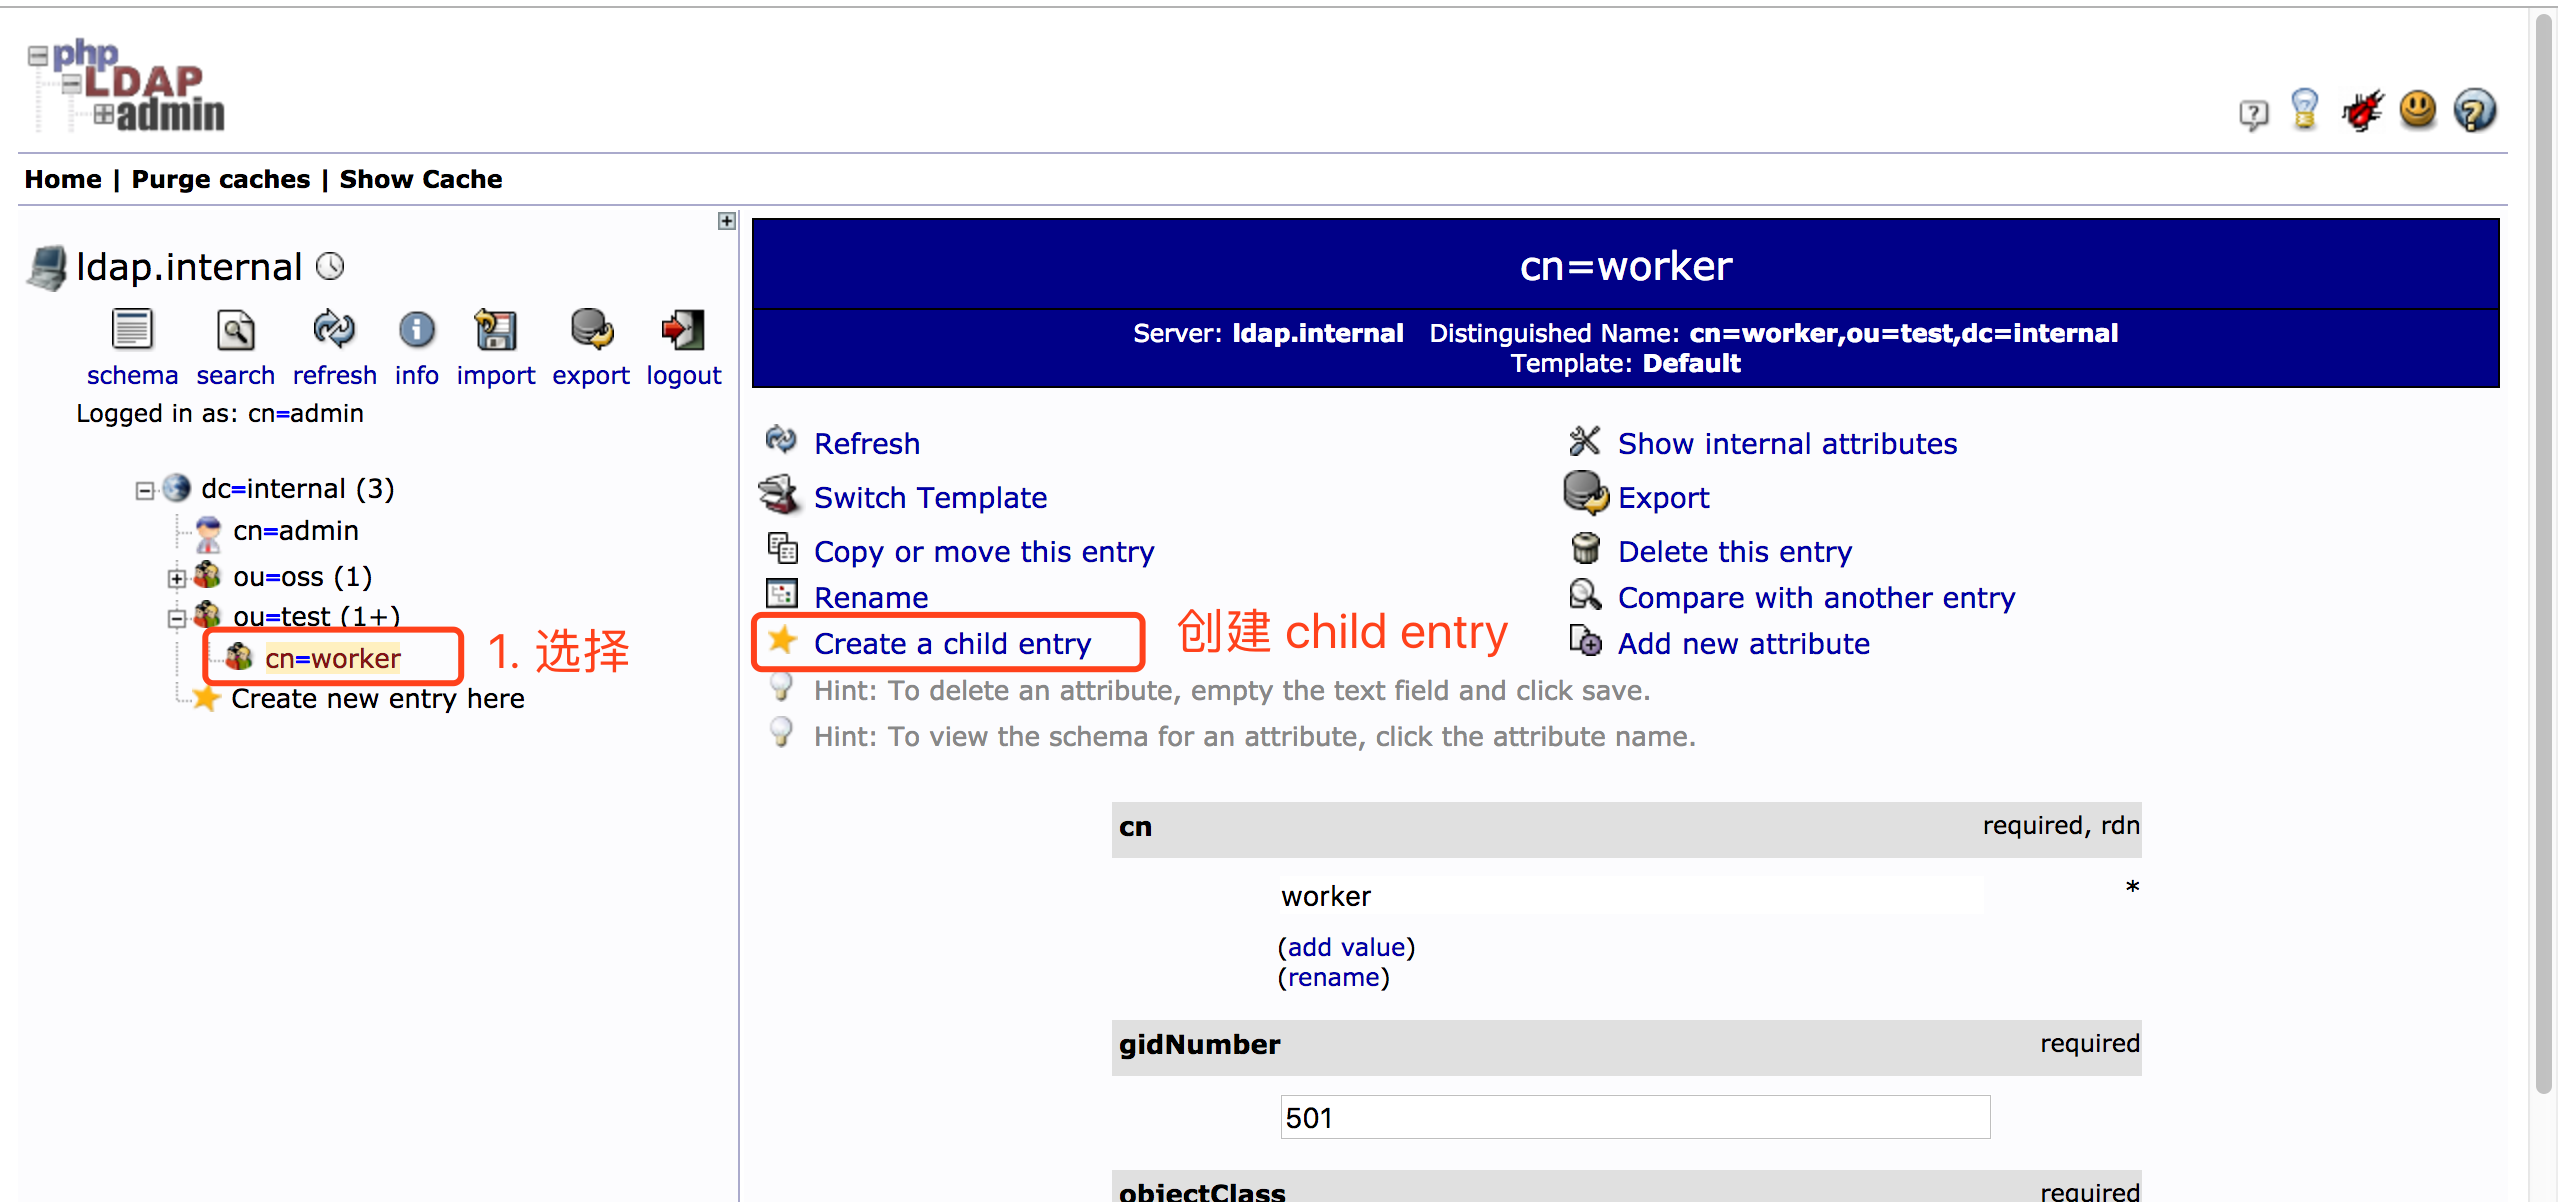 php
LDAP
admin
Home | Purge caches | Show Cache
ldap.internal
schema search refresh info import export logout
Logged in as: cn=admin
dc=internal (3)
cn=admin
ou=oss (1)
ou=test (1+)
cn=worker
1. 选择
Create new entry here
cn=worker
Server: ldap.internal Distinguished Name: cn=worker,ou=test,dc=internal
Template: Default
Refresh
Show internal attributes
Switch Template
Export
Copy or move this entry
Delete this entry
Rename
Compare with another entry
Create a child entry
创建 child entry
Add new attribute
Hint: To delete an attribute, empty the text field and click save.
Hint: To view the schema for an attribute, click the attribute name.
cn required, rdn
worker *
(add value)
(rename)
gidNumber required
501
objectClass required